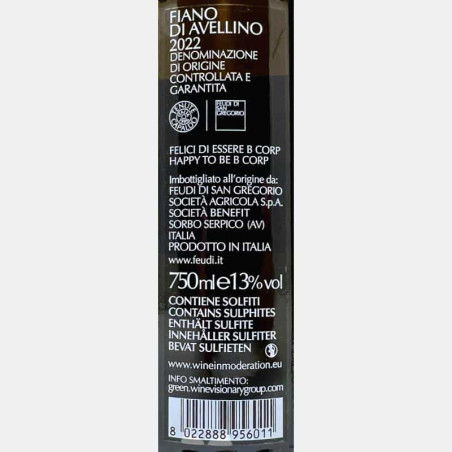 FIANO
DI AVELLINO
2022
DENOMINAZIONE
DI ORIGINE
CONTROLLATA E
GARANTITA
TENUTE
CAPALDO
FEUDI DI
SAN
GREGORIO
FELICI DI ESSERE B CORP
HAPPY TO BE B CORP
Imbottigliato all'origine da:
FEUDI DI SAN GREGORIO
SOCIETÀ AGRICOLA S.p.A.
SOCIETÀ BENEFIT
SORBO SERPICO (AV)
ITALIA
PRODOTTO IN ITALIA
www.feudi.it
750ml e 13% vol
CONTIENE SOLFITI
CONTAINS SULPHITES
ENTHÄLT SULFITE
INNEHÅLLER SULFITER
BEVAT SULFIETEN
www.wineinmoderation.eu
INFO SMALTIMENTO:
green.winevisionarygroup.com
8 022888 956011